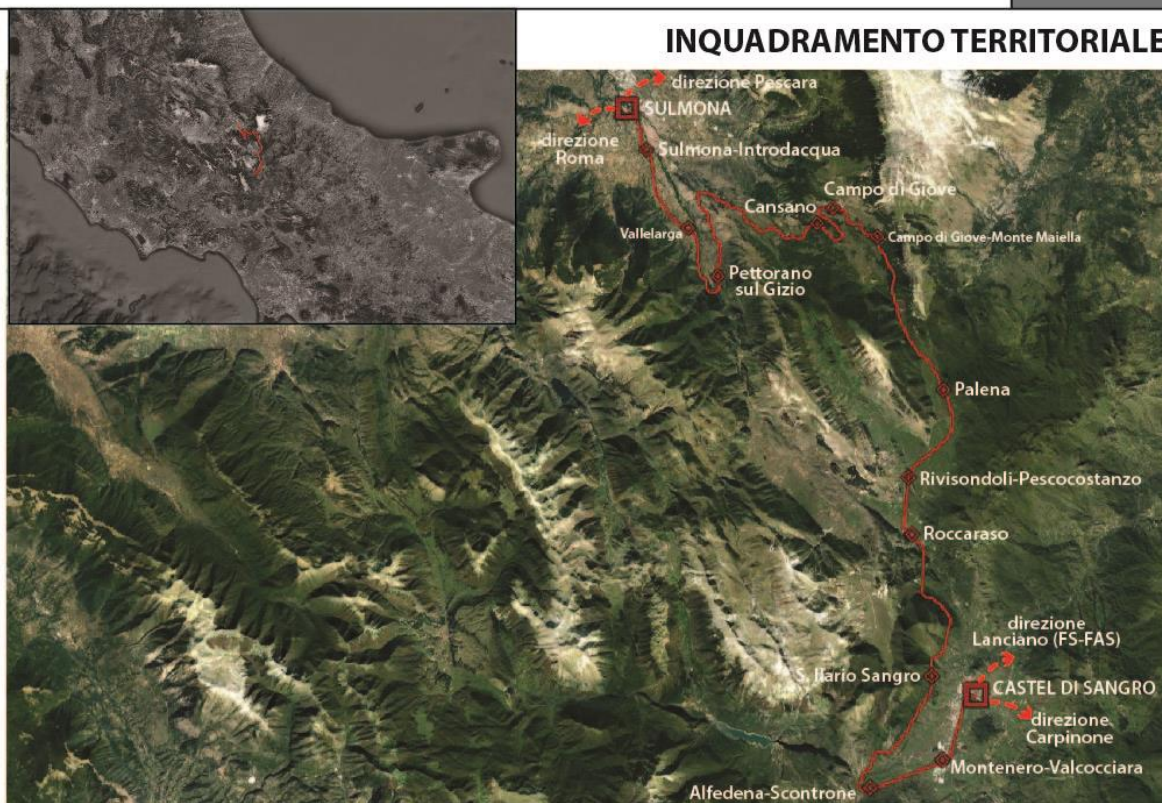 INQUADRAMENTO TERRITORIALE
direzione Pescara
SULMONA
direzione
Roma
Sulmona-Introdacqua
Campo di Giove
Cansano
Vallelarga
Campo di Giove-Monte Maiella
Pettorano
sul Gizio
Palena
Rivisondoli-Pescocostanzo
Roccaraso
direzione
Lanciano (FS-FAS)
S. Ilario Sangro
CASTEL DI SANGRO
direzione
Carpinone
Montenero-Valcocciara
Alfedena-Scontrone